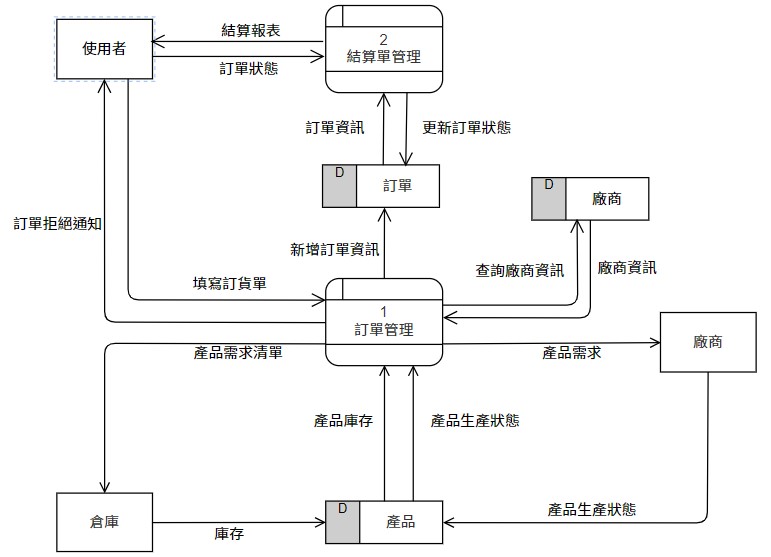 結算報表
2
使用者
結算單管理
訂單狀態
訂單資訊
更新訂單狀態
D
訂單
D
廠商
訂單拒絕通知
新增訂單資訊
查詢廠商資訊
廠商資訊
填寫訂貨單
1
訂單管理
產品需求清單
產品需求
廠商
產品庫存
產品生產狀態
倉庫
庫存
D
產品
產品生產狀態